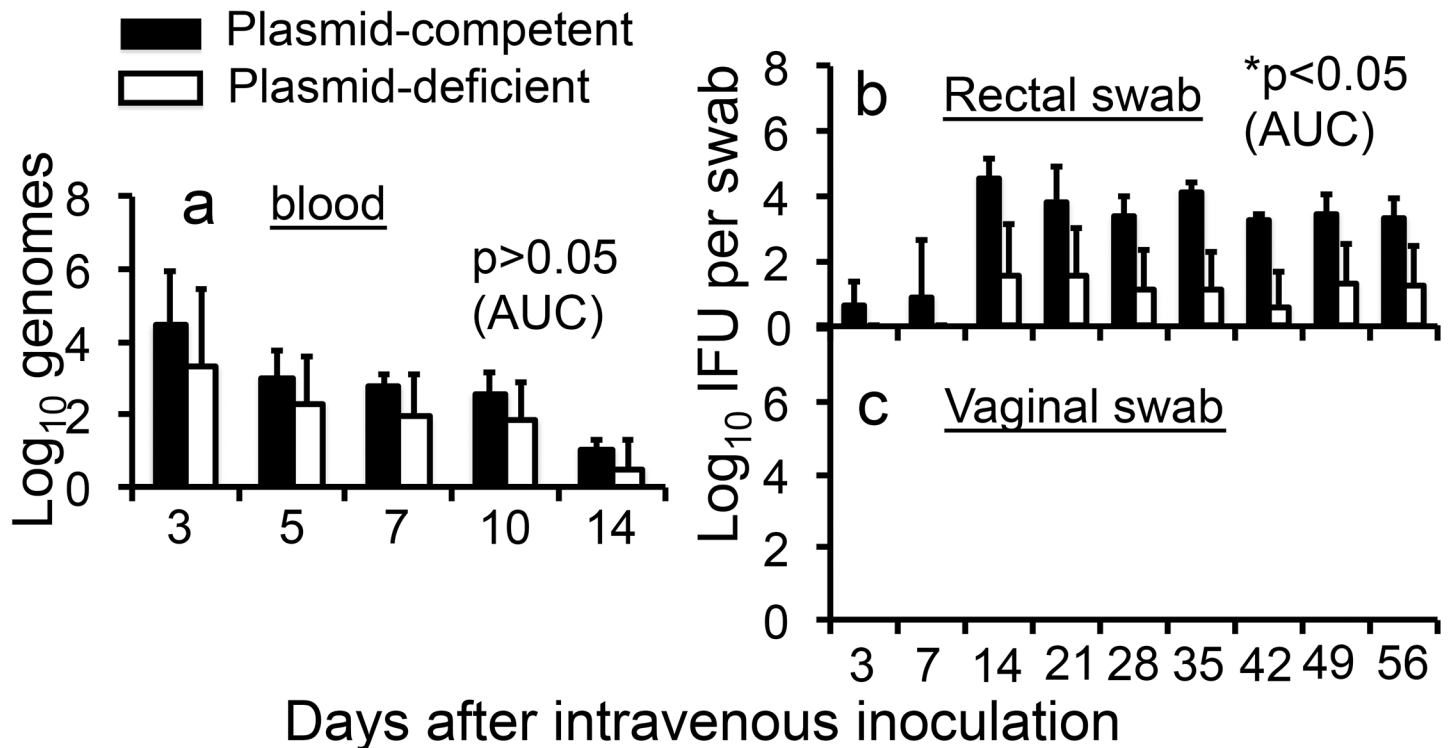 Plasmid-competent
Plasmid-deficient
Log10 genomes
8
6
4
2
0
a
blood
p>0.05
(AUC)
3 5 7 10 14
Log10 IFU per swab
8
6
4
2
0
b
Rectal swab
*p<0.05
(AUC)
6
4
2
0
c
Vaginal swab
3 7 14 21 28 35 42 49 56
Days after intravenous inoculation